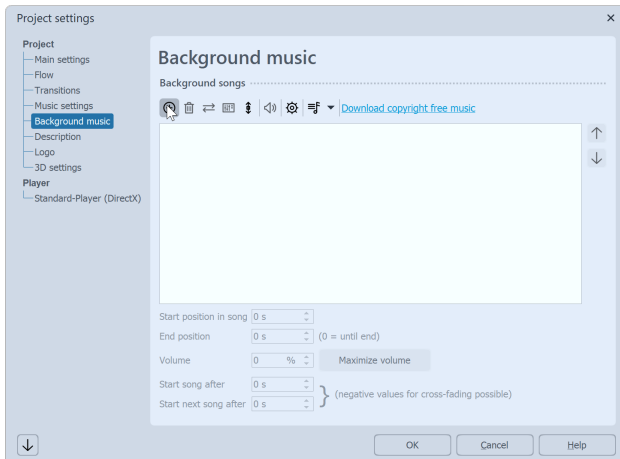 Project settings
Project
Main settings
Flow
Transitions
Music settings
Background music
Description
Logo
3D settings
Player
Standard-Player (DirectX)
Background music
Background songs
Download copyright free music
Start position in song 0 s
End position 0 s (0 = until end)
Volume 0 % Maximize volume
Start song after 0 s
(negative values for cross-fading possible)
Start next song after 0 s
OK Cancel Help